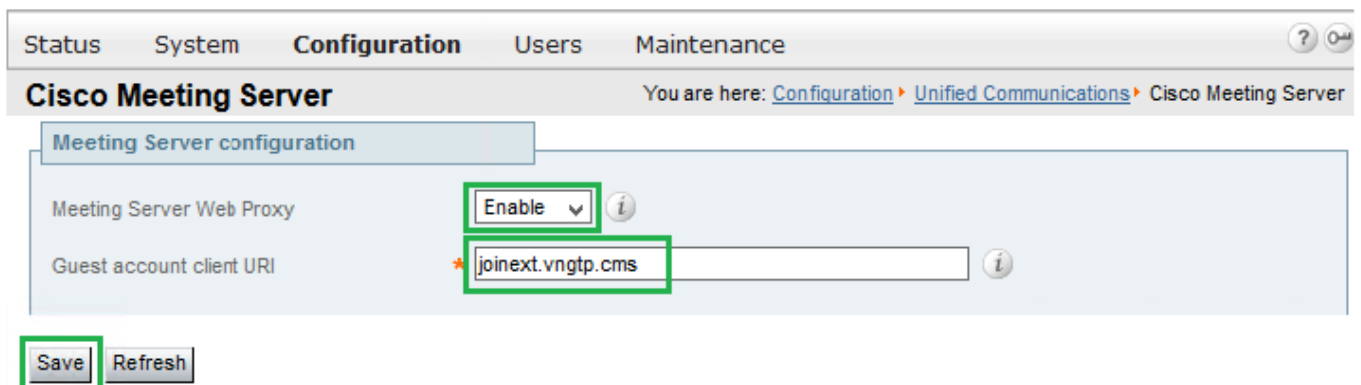 Status System Configuration Users Maintenance ?
Cisco Meeting Server You are here: Configuration Unified Communications Cisco Meeting Server
Meeting Server configuration
Meeting Server Web Proxy Enable i
Guest account client URI * joinext.vngtp.cms i
Save Refresh